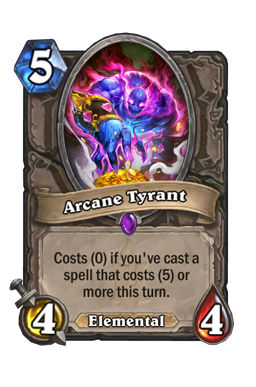 5
Arcane Tyrant
Costs (0) if you've cast a
spell that costs (5) or
more this turn.
4
Elemental
4